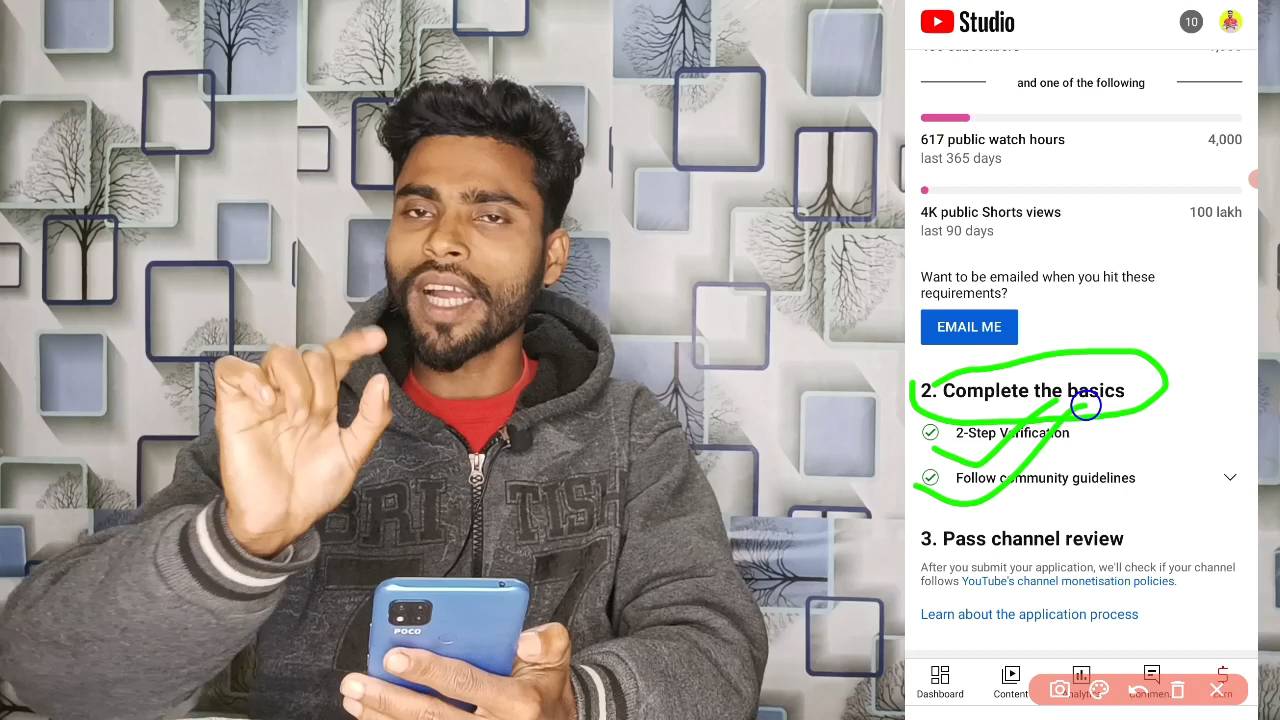 Studio
10
and one of the following
617 public watch hours 4,000
last 365 days
4K public Shorts views 100 lakh
last 90 days
Want to be emailed when you hit these
requirements?
EMAIL ME
2. Complete the basics
2-Step Verification
Follow community guidelines
3. Pass channel review
After you submit your application, we'll check if your channel
follows YouTube's channel monetisation policies.
Learn about the application process
Dashboard
BRITISH
7
POCO